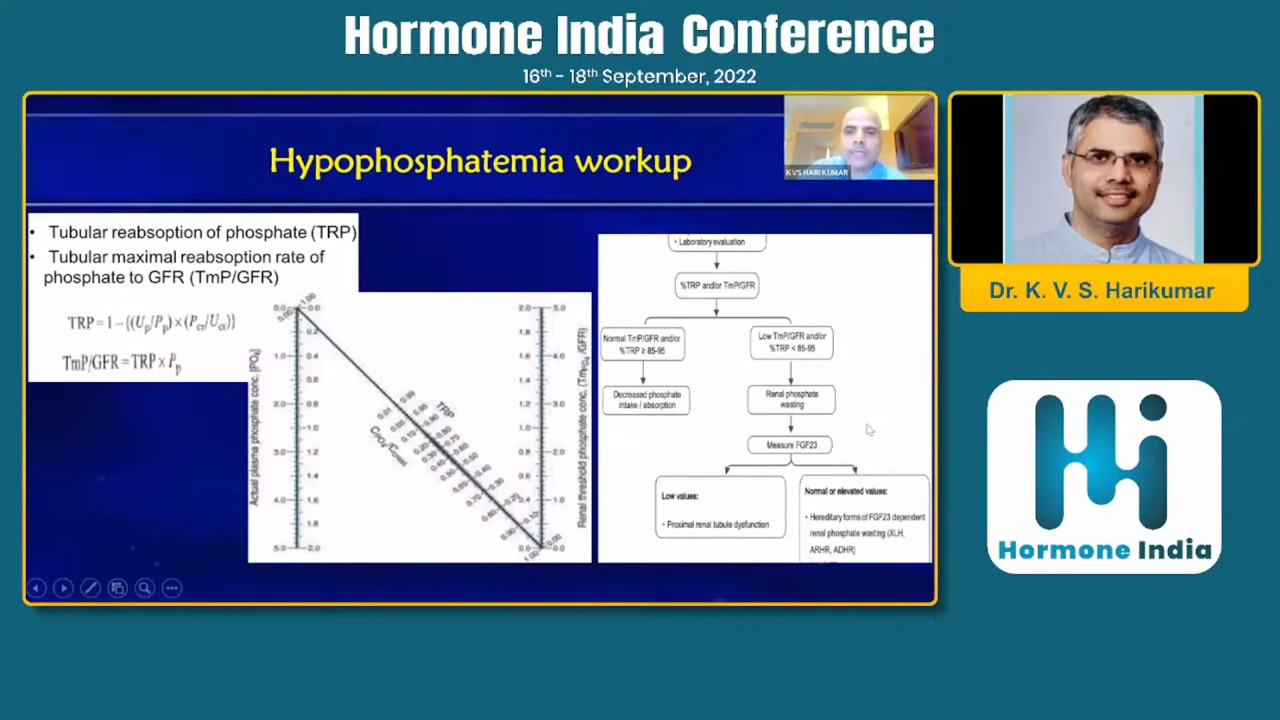 Hormone India Conference
16th - 18th September, 2022
Hypophosphatemia workup
K V S HARI KUMAR
• Tubular reabsoption of phosphate (TRP)
• Tubular maximal reabsoption rate of
phosphate to GFR (TmP/GFR)
TRP = 1 - {(Up/Pp) × (Pcr/Ucr)}
TmP/GFR = TRP × Pp
Actual plasma phosphate conc. [PO4]
TRP
Renal threshold phosphate conc.
• Laboratory evaluation
%TRP and/or TmP/GFR
Normal TmP/GFR and/or
%TRP ≥ 85-95
Low TmP/GFR and/or
%TRP < 85-95
Decreased phosphate
intake / absorption
Renal phosphate
wasting
Measure FGF23
Low values:
• Proximal renal tubule dysfunction
Normal or elevated values:
• Hereditary forms of FGF23 dependent
renal phosphate wasting (XLH,
ARHR, ADHR)
Dr. K. V. S. Harikumar
Hormone India